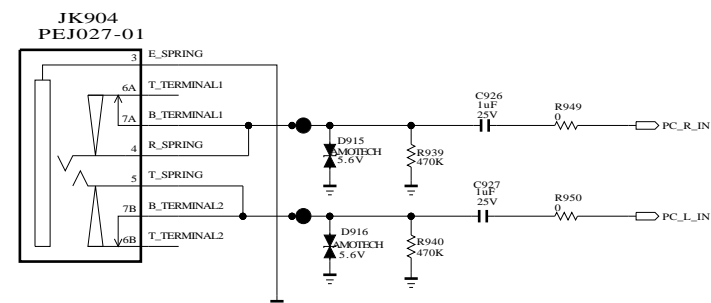 JK904
PEJ027-01
3 E_SPRING
6A T_TERMINAL1
7A B_TERMINAL1
4 R_SPRING
5 T_SPRING
7B B_TERMINAL2
6B T_TERMINAL2
D915
AMOTECH
5.6V
R939
470K
C926
1uF
25V
R949
0
PC_R_IN
D916
AMOTECH
5.6V
R940
470K
C927
1uF
25V
R950
0
PC_L_IN